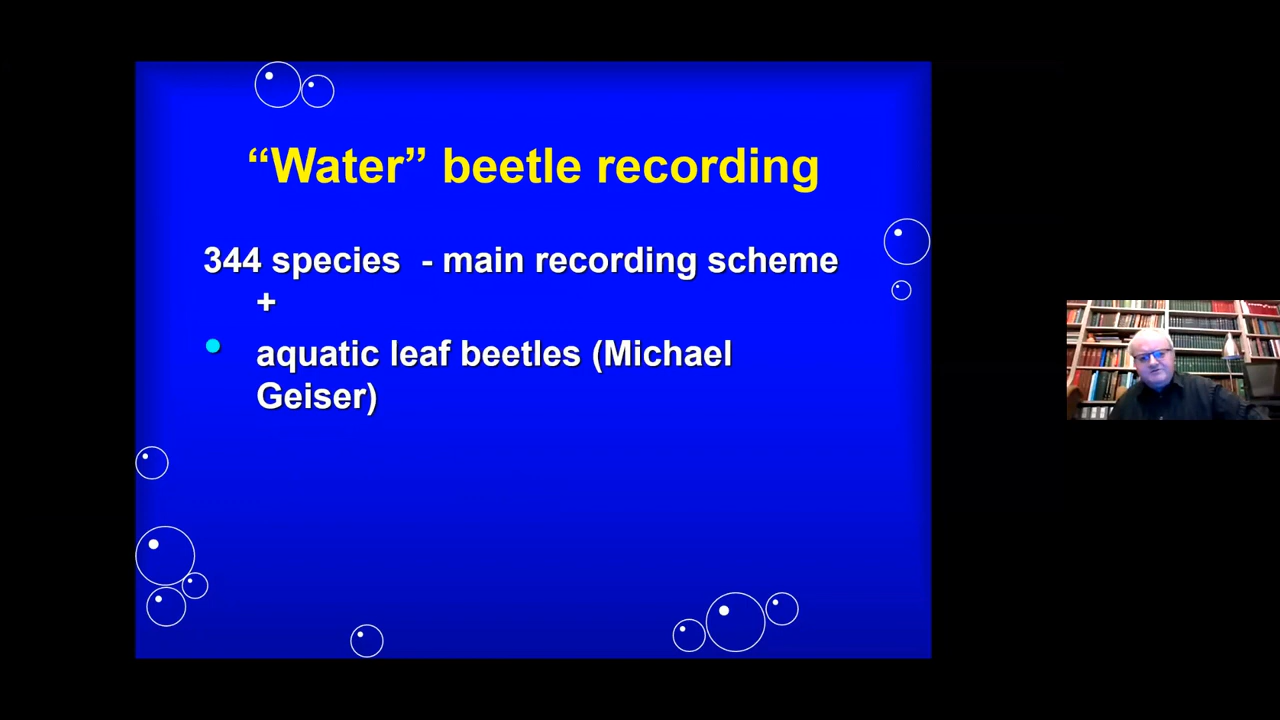 “Water” beetle recording
344 species - main recording scheme
+
aquatic leaf beetles (Michael
Geiser)